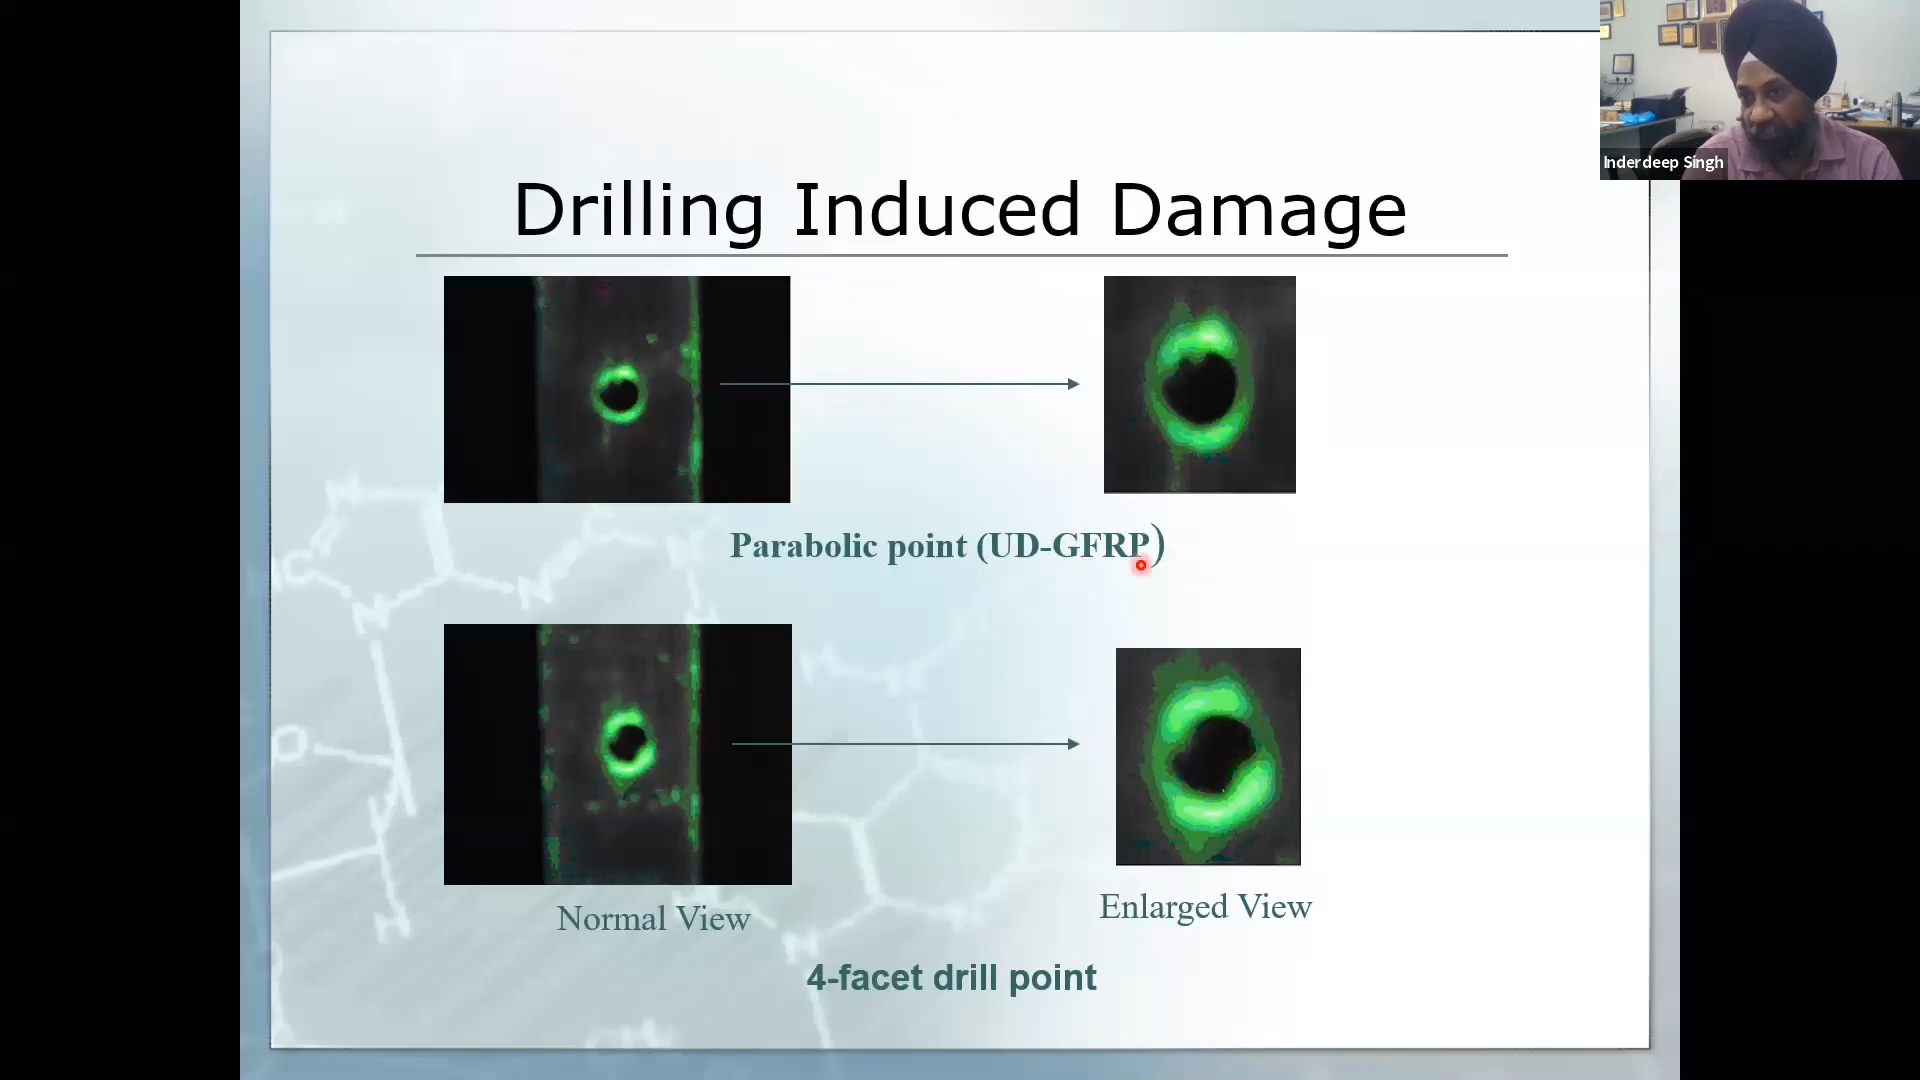 Inderdeep Singh
Drilling Induced Damage
Parabolic point (UD-GFRP)
Normal View
Enlarged View
4-facet drill point